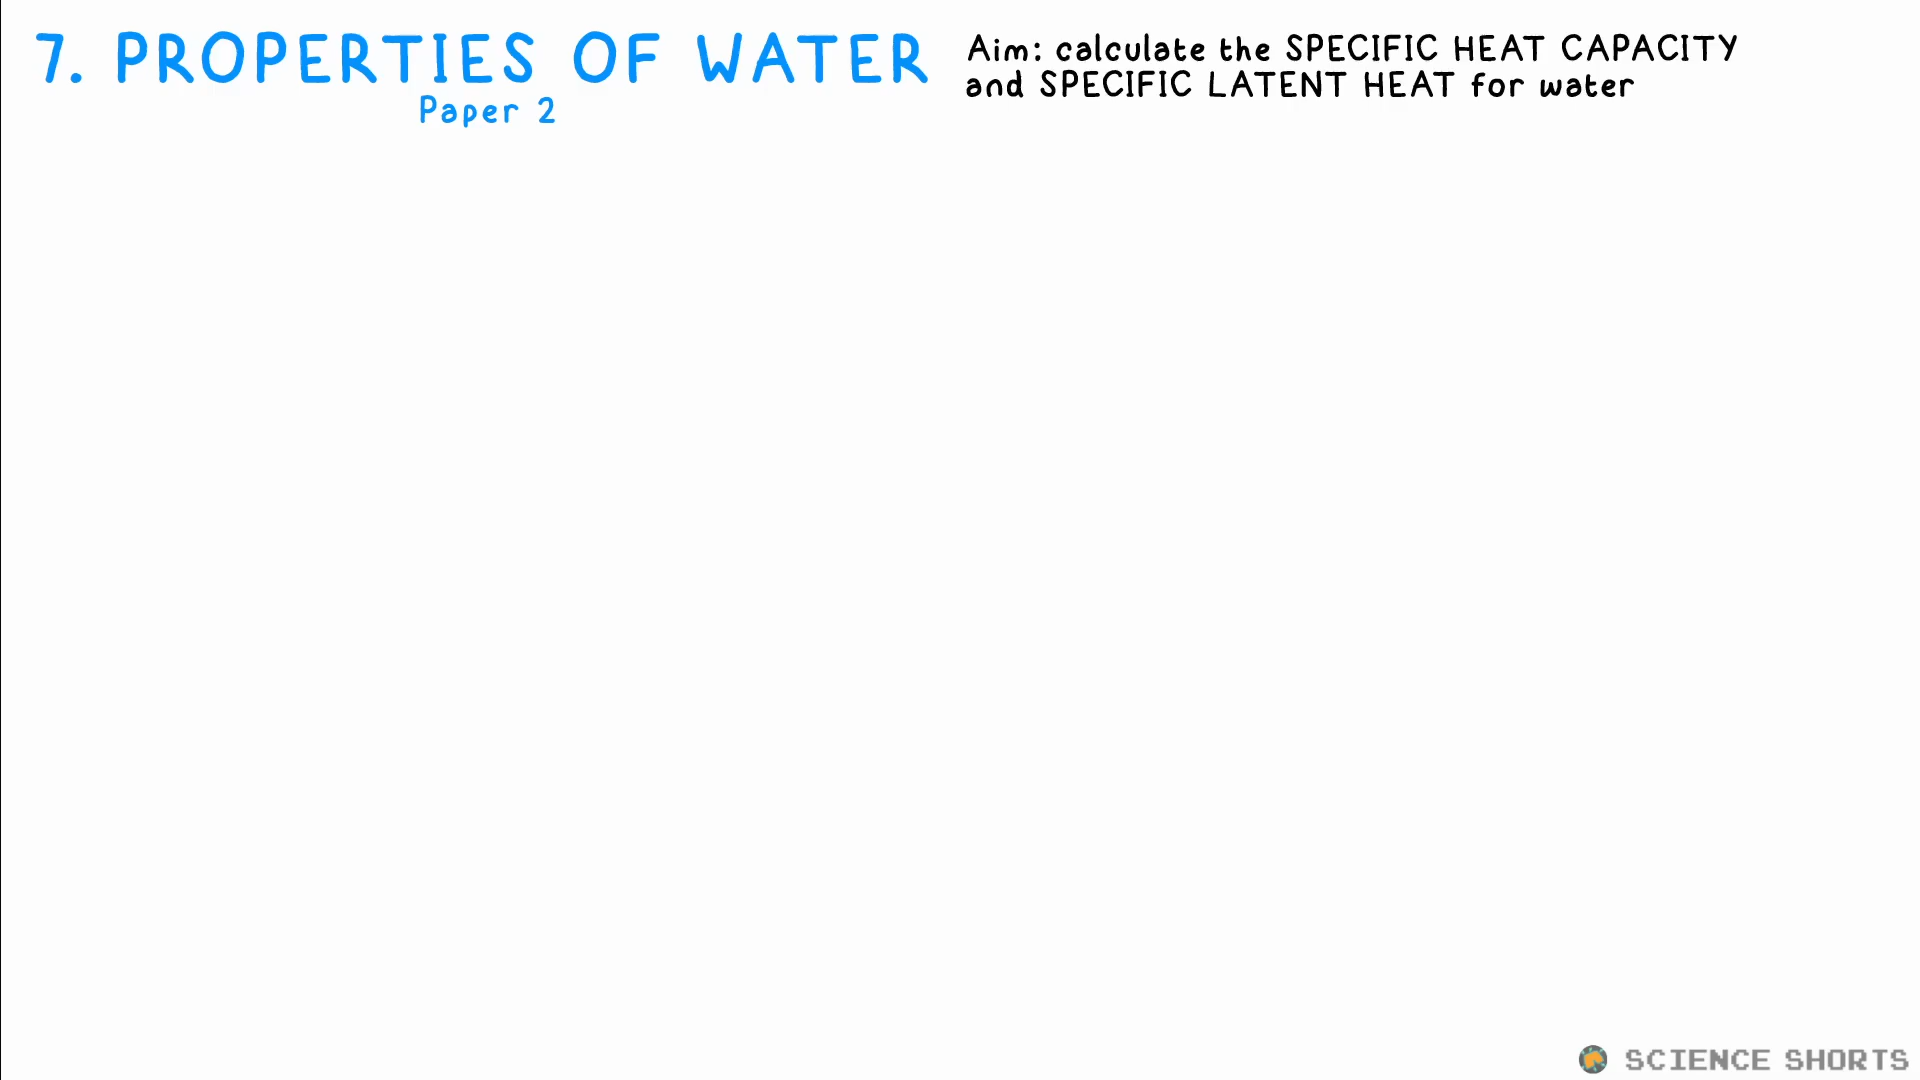 7. PROPERTIES OF WATER
Paper 2
Aim: calculate the SPECIFIC HEAT CAPACITY
and SPECIFIC LATENT HEAT for water
SCIENCE SHORTS